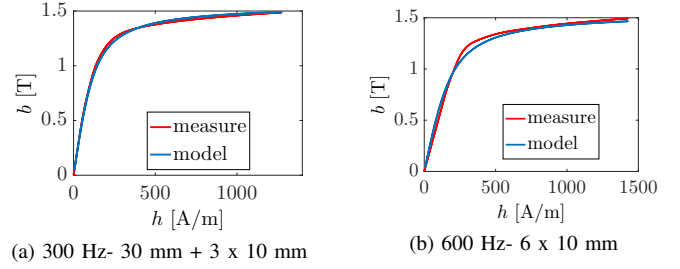 1.5
1
0.5
0
b [T]
measure
model
0
500
1000
h [A/m]
(a) 300 Hz- 30 mm + 3 x 10 mm
1.5
1
0.5
0
b [T]
measure
model
0
500
1000
1500
h [A/m]
(b) 600 Hz- 6 x 10 mm